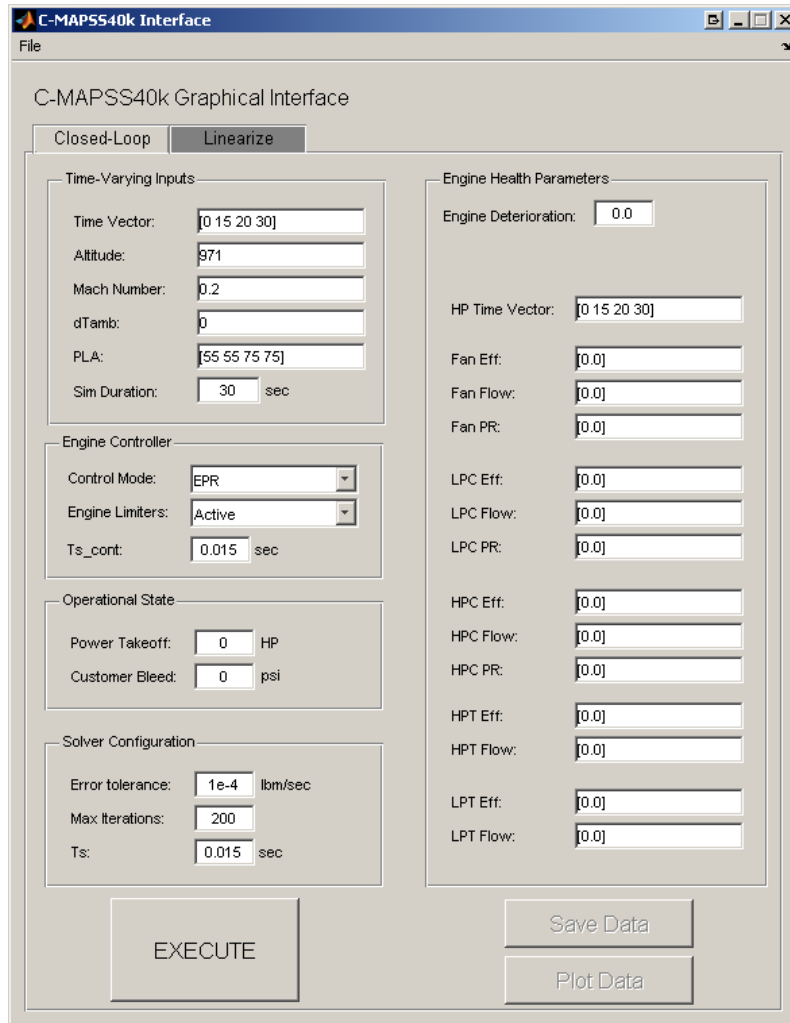 C-MAPSS40k Interface
File
C-MAPSS40k Graphical Interface
Closed-Loop
Linearize
Time-Varying Inputs
Time Vector: [0 15 20 30]
Altitude: 971
Mach Number: 0.2
dTamb: 0
PLA: [55 55 75 75]
Sim Duration: 30 sec
Engine Controller
Control Mode: EPR
Engine Limiters: Active
Ts_cont: 0.015 sec
Operational State
Power Takeoff: 0 HP
Customer Bleed: 0 psi
Solver Configuration
Error tolerance: 1e-4 lbm/sec
Max Iterations: 200
Ts: 0.015 sec
EXECUTE
Engine Health Parameters
Engine Deterioration: 0.0
HP Time Vector: [0 15 20 30]
Fan Eff: [0.0]
Fan Flow: [0.0]
Fan PR: [0.0]
LPC Eff: [0.0]
LPC Flow: [0.0]
LPC PR: [0.0]
HPC Eff: [0.0]
HPC Flow: [0.0]
HPC PR: [0.0]
HPT Eff: [0.0]
HPT Flow: [0.0]
LPT Eff: [0.0]
LPT Flow: [0.0]
Save Data
Plot Data